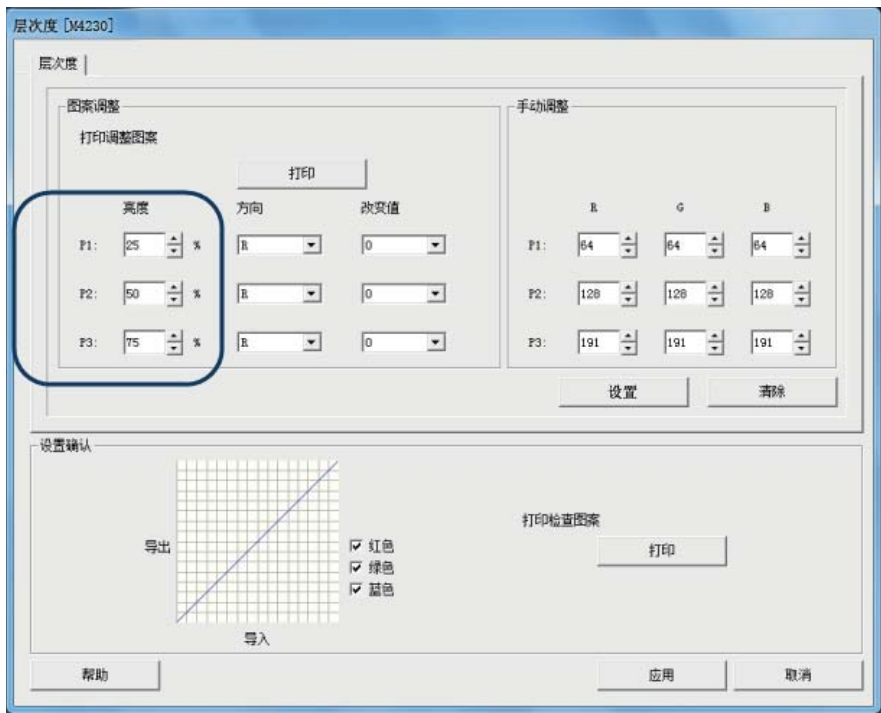 层次度 [M4230]
层次度
图案调整
打印调整图案
打印
亮度 方向 改变值
P1: 25 % R 0
P2: 50 % R 0
P3: 75 % R 0
手动调整
R G B
P1: 64 64 64
P2: 128 128 128
P3: 191 191 191
设置 清除
设置确认
导出
导入
红色
绿色
蓝色
打印检查图案
打印
帮助 应用 取消